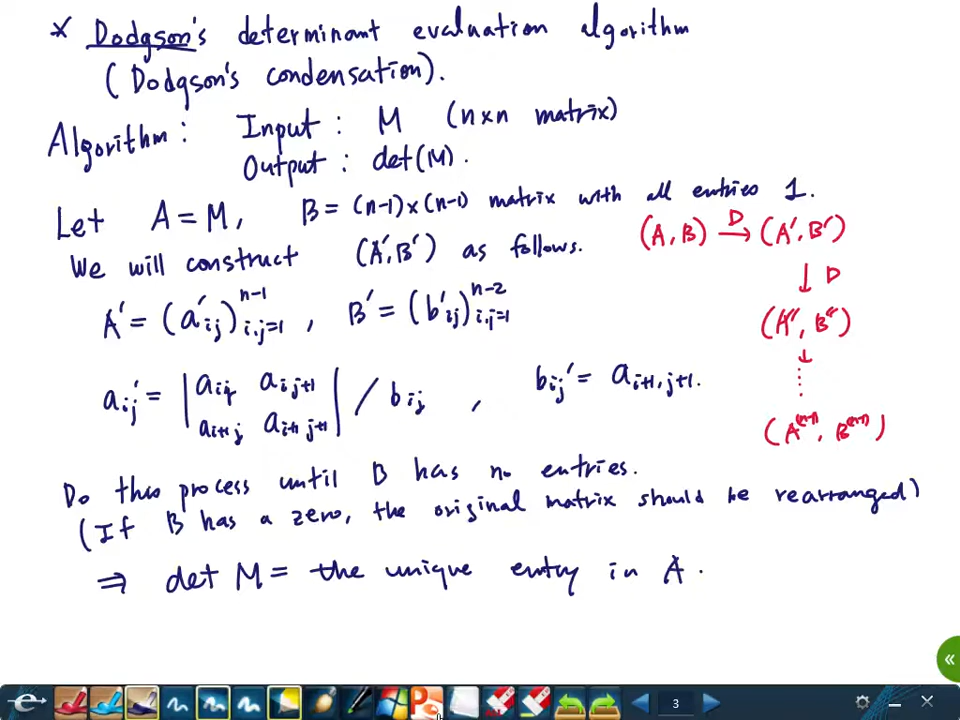 * Dodgson's determinant evaluation algorithm
(Dodgson's condensation).
Algorithm: Input : M (n×n matrix)
Output : det(M).
Let A = M, B = (n-1)×(n-1) matrix with all entries 1.
We will construct (A', B') as follows.
(A, B) →D (A', B')
↓ D
(A'', B'')
↓
⋮
(A^(n-1), B^(n-1))
A' = (a'ij)^{n-1}_{i,j=1} , B' = (b'ij)^{n-2}_{i,j=1}
aij' = | aij ai,j+1 ; ai+1,j ai+1,j+1 | / bij , bij' = ai+1,j+1.
Do this process until B has no entries.
(If B has a zero, the original matrix should be rearranged)
⇒ det M = the unique entry in A.
3